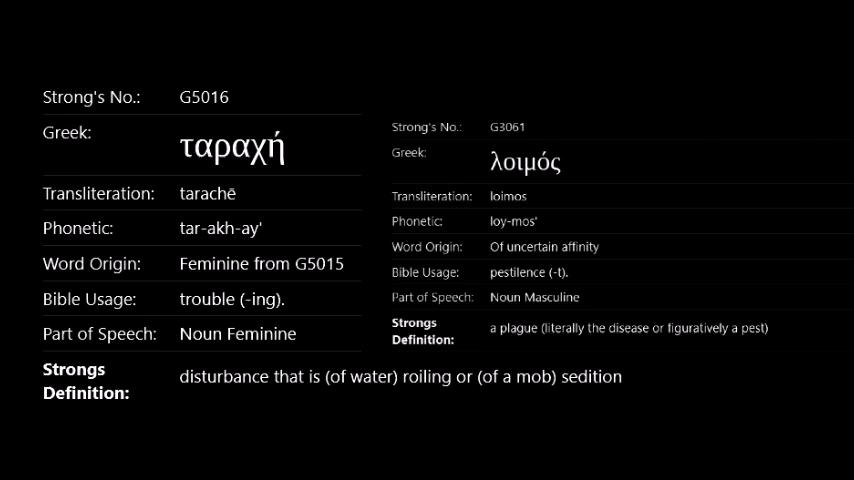 Strong's No.: G5016
Greek: ταραχή
Transliteration: tarachē
Phonetic: tar-akh-ay'
Word Origin: Feminine from G5015
Bible Usage: trouble (-ing).
Part of Speech: Noun Feminine
Strongs
Definition: disturbance that is (of water) roiling or (of a mob) sedition
Strong's No.: G3061
Greek: λοιμός
Transliteration: loimos
Phonetic: loy-mos'
Word Origin: Of uncertain affinity
Bible Usage: pestilence (-t).
Part of Speech: Noun Masculine
Strongs
Definition: a plague (literally the disease or figuratively a pest)